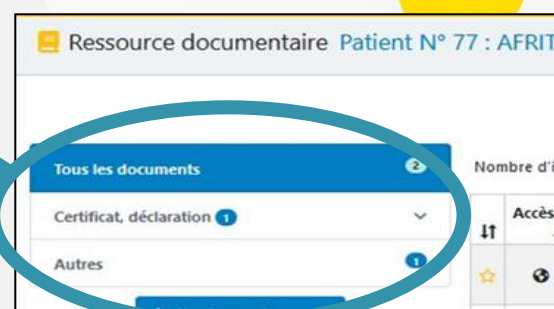 Ressource documentaire Patient N° 77 : AFRIT
Tous les documents 2
Nombre d'i
Certificat, déclaration 1
Accès
Autres 1